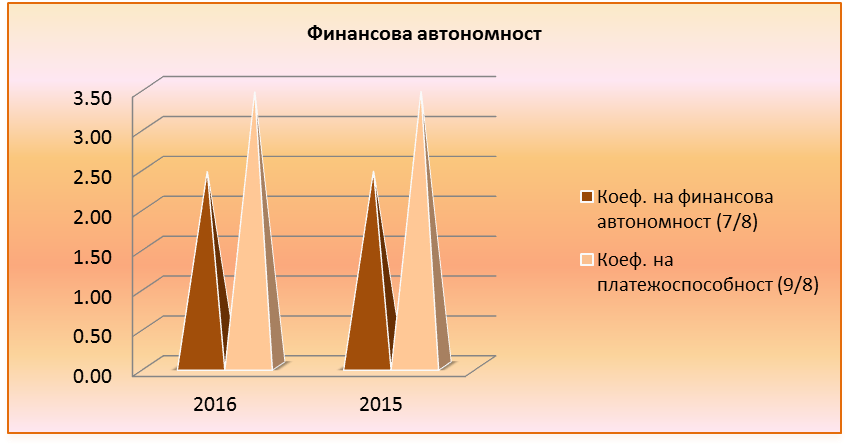 Финансова автономност
3.50
3.00
2.50
2.00
1.50
1.00
0.50
0.00
2016
2015
Коеф. на финансова
автономност (7/8)
Коеф. на
платежоспособност (9/8)